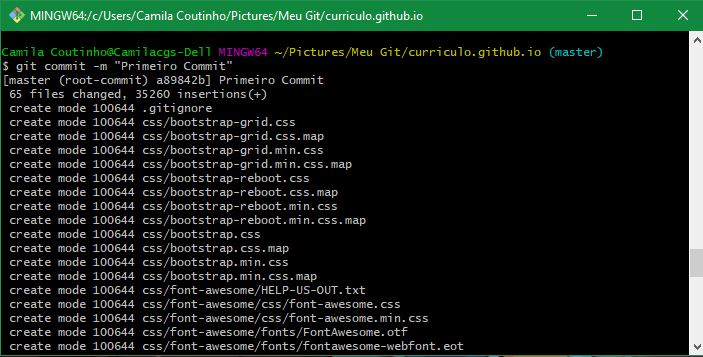 MINGW64:/c/Users/Camila Coutinho/Pictures/Meu Git/curriculo.github.io
Camila Coutinho@Camilacgs-Dell MINGW64 ~/Pictures/Meu Git/curriculo.github.io (master)
$ git commit -m "Primeiro Commit"
[master (root-commit) a89842b] Primeiro Commit
 65 files changed, 35260 insertions(+)
 create mode 100644 .gitignore
 create mode 100644 css/bootstrap-grid.css
 create mode 100644 css/bootstrap-grid.css.map
 create mode 100644 css/bootstrap-grid.min.css
 create mode 100644 css/bootstrap-grid.min.css.map
 create mode 100644 css/bootstrap-reboot.css
 create mode 100644 css/bootstrap-reboot.css.map
 create mode 100644 css/bootstrap-reboot.min.css
 create mode 100644 css/bootstrap-reboot.min.css.map
 create mode 100644 css/bootstrap.css
 create mode 100644 css/bootstrap.css.map
 create mode 100644 css/bootstrap.min.css
 create mode 100644 css/bootstrap.min.css.map
 create mode 100644 css/font-awesome/HELP-US-OUT.txt
 create mode 100644 css/font-awesome/css/font-awesome.css
 create mode 100644 css/font-awesome/css/font-awesome.min.css
 create mode 100644 css/font-awesome/fonts/FontAwesome.otf
 create mode 100644 css/font-awesome/fonts/fontawesome-webfont.eot